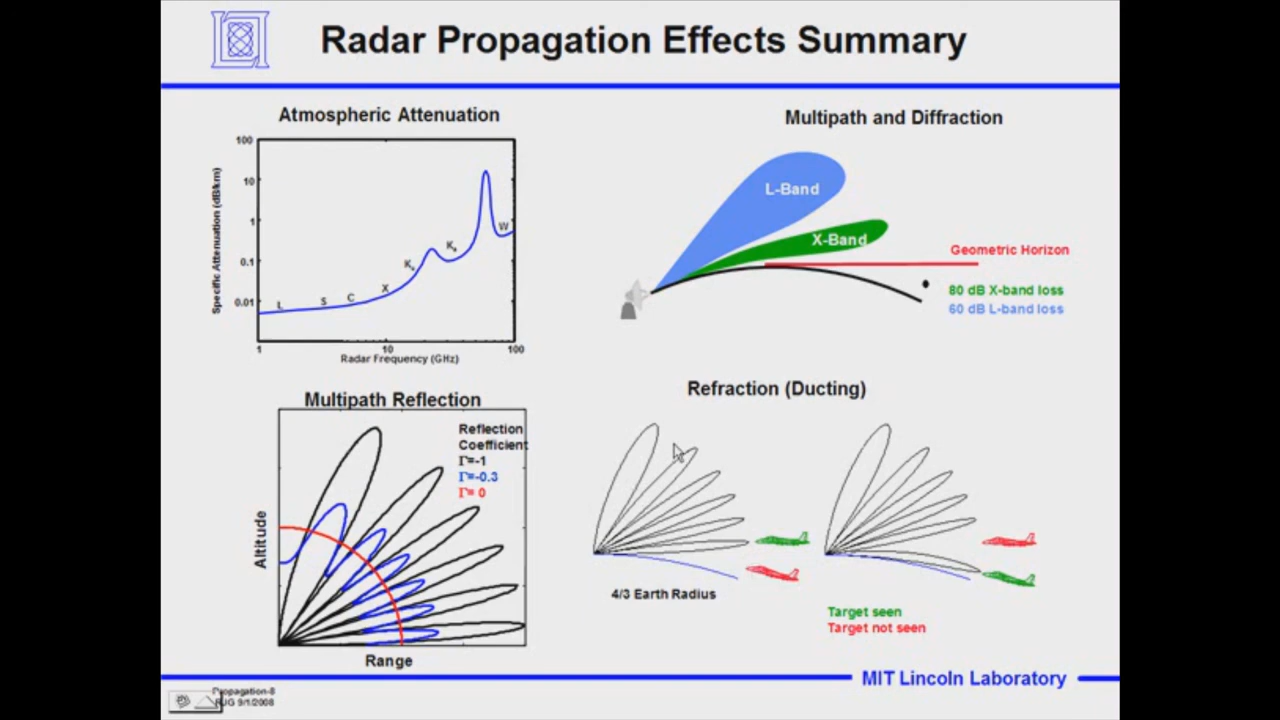 Radar Propagation Effects Summary
Atmospheric Attenuation
100
10
1
0.1
0.01
Specific Attenuation (dB/km)
L
S
C
X
W
1
10
100
Radar Frequency (GHz)
Multipath and Diffraction
L-Band
X-Band
Geometric Horizon
80 dB X-band loss
60 dB L-band loss
Multipath Reflection
Reflection
Coefficient
Γ=-1
Γ=-0.3
Γ= 0
Altitude
Range
Refraction (Ducting)
4/3 Earth Radius
Target seen
Target not seen
MIT Lincoln Laboratory
Propagation-8
9/1/2008